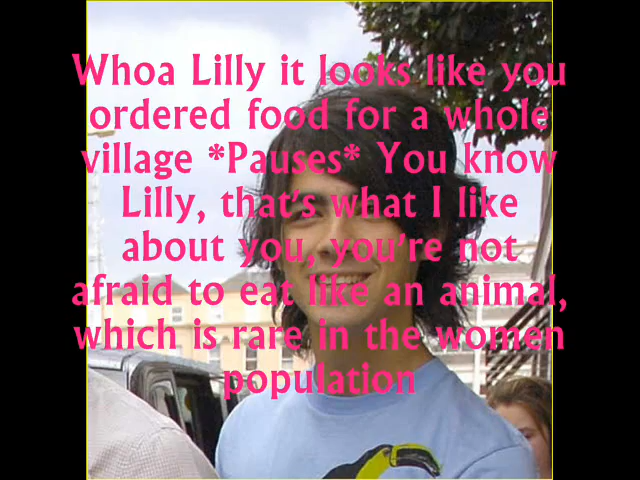 Whoa Lilly it looks like you
ordered food for a whole
village *Pauses* You know
Lilly, that's what I like
about you, you're not
afraid to eat like an animal,
which is rare in the women
population